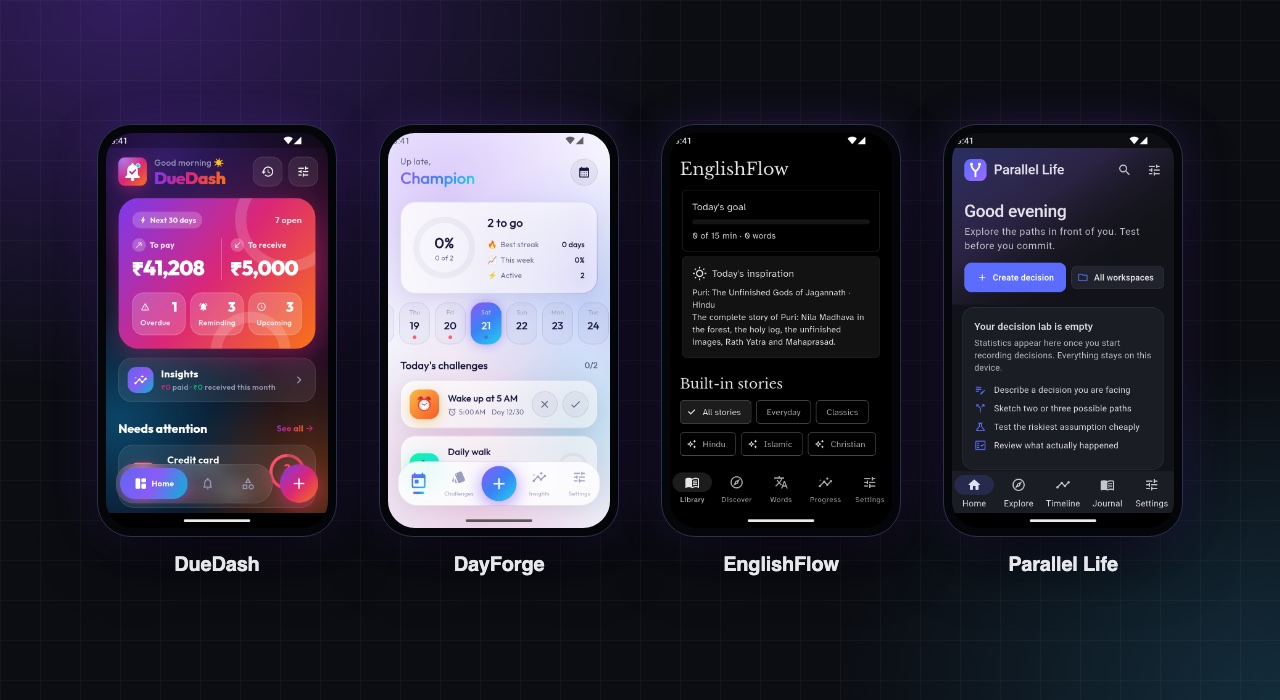 9:41
Good morning ☀️
DueDash
Next 30 days
7 open
To pay
To receive
₹41,208
₹5,000
1
Overdue
3
Reminding
3
Upcoming
Insights
₹0 paid · ₹0 received this month
Needs attention
See all →
Credit card
Home
DueDash
9:41
Up late,
Champion
0%
0 of 2
2 to go
Best streak 0 days
This week 0%
Active 2
Thu Fri Sat Sun Mon Tue
19 20 21 22 23 24
Today's challenges
0/2
Wake up at 5 AM
5:00 AM Day 12/30
Daily walk
Challenges
Insights
Settings
DayForge
9:41
EnglishFlow
Today's goal
0 of 15 min · 0 words
Today's inspiration
Puri: The Unfinished Gods of Jagannath ·
Hindu
The complete story of Puri: Nila Madhava in
the forest, the holy log, the unfinished
images, Rath Yatra and Mahaprasad.
Built-in stories
All stories
Everyday
Classics
Hindu
Islamic
Christian
Library
Discover
Words
Progress
Settings
EnglishFlow
9:41
Parallel Life
Good evening
Explore the paths in front of you. Test
before you commit.
Create decision
All workspaces
Your decision lab is empty
Statistics appear here once you start
recording decisions. Everything stays on this
device.
Describe a decision you are facing
Sketch two or three possible paths
Test the riskiest assumption cheaply
Review what actually happened
Home
Explore
Timeline
Journal
Settings
Parallel Life